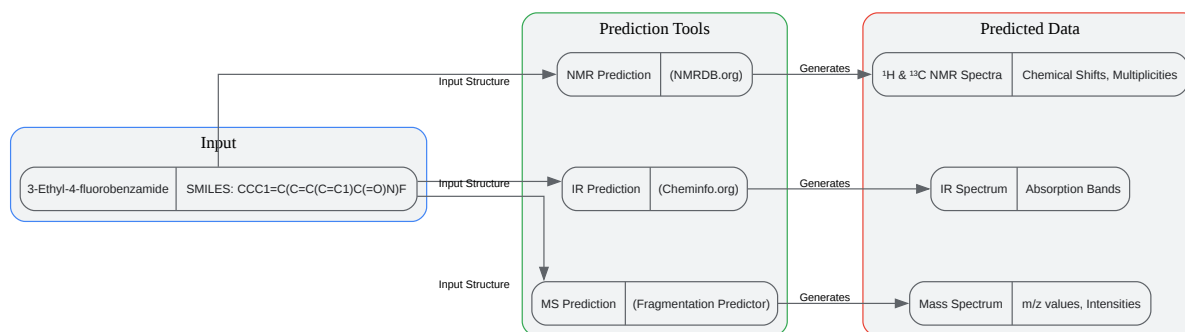 Prediction Tools
Predicted Data
NMR Prediction (NMRDB.org)
Generates
¹H & ¹³C NMR Spectra Chemical Shifts, Multiplicities
Input Structure
Input
3-Ethyl-4-fluorobenzamide SMILES: CCC1=C(C=C(C=C1)C(=O)N)F
Input Structure
IR Prediction (Cheminfo.org)
Generates
IR Spectrum Absorption Bands
Input Structure
MS Prediction (Fragmentation Predictor)
Generates
Mass Spectrum m/z values, Intensities